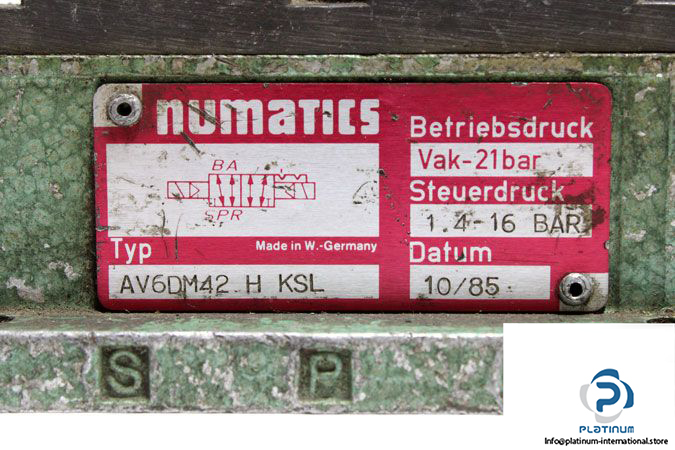 numatics
BA
SPR
Typ
Made in W.-Germany
AV6DM42 H KSL
Betriebsdruck
Vak-21bar
Steuerdruck
1.4-16 BAR
Datum
10/85
S P
PLATINUM
Info@platinum-international.store